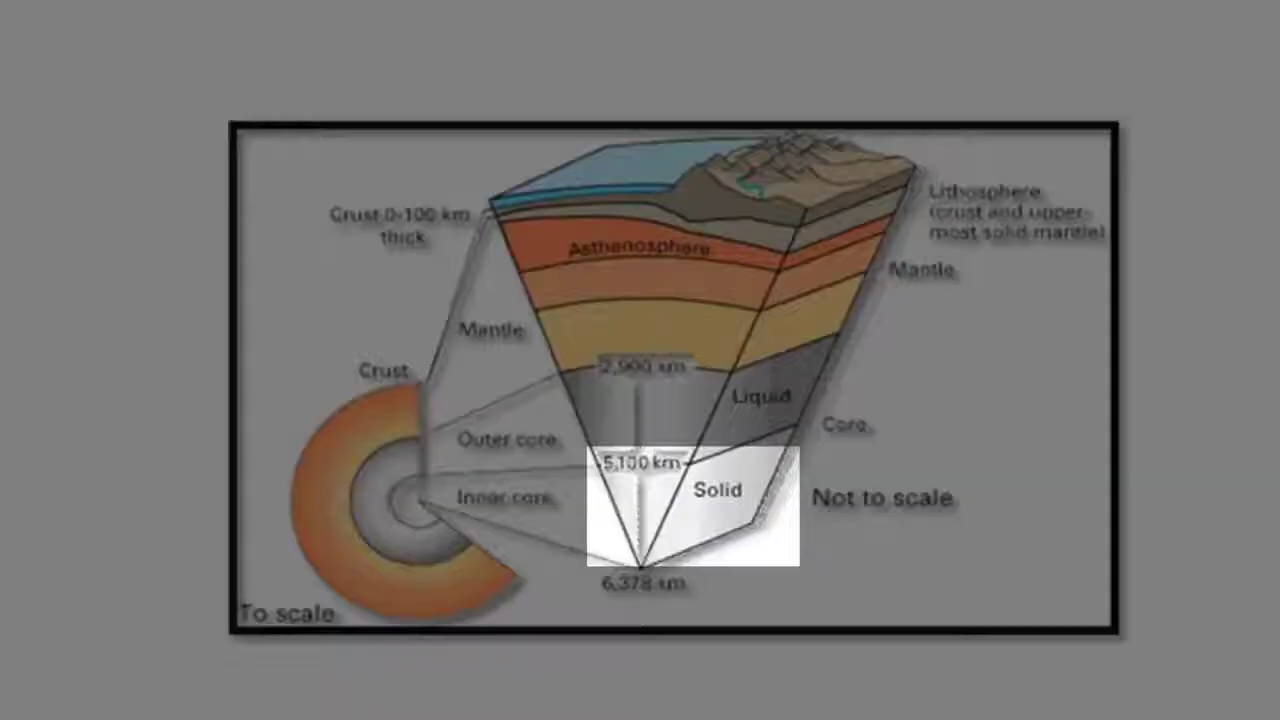 Crust 0-100 km
thick
Lithosphere
(crust and upper-
most solid mantle)
Asthenosphere
Mantle
Mantle
Crust
2,900 km
Liquid
Outer core
Core
5,100 km
Inner core
Solid
Not to scale
6,378 km
To scale